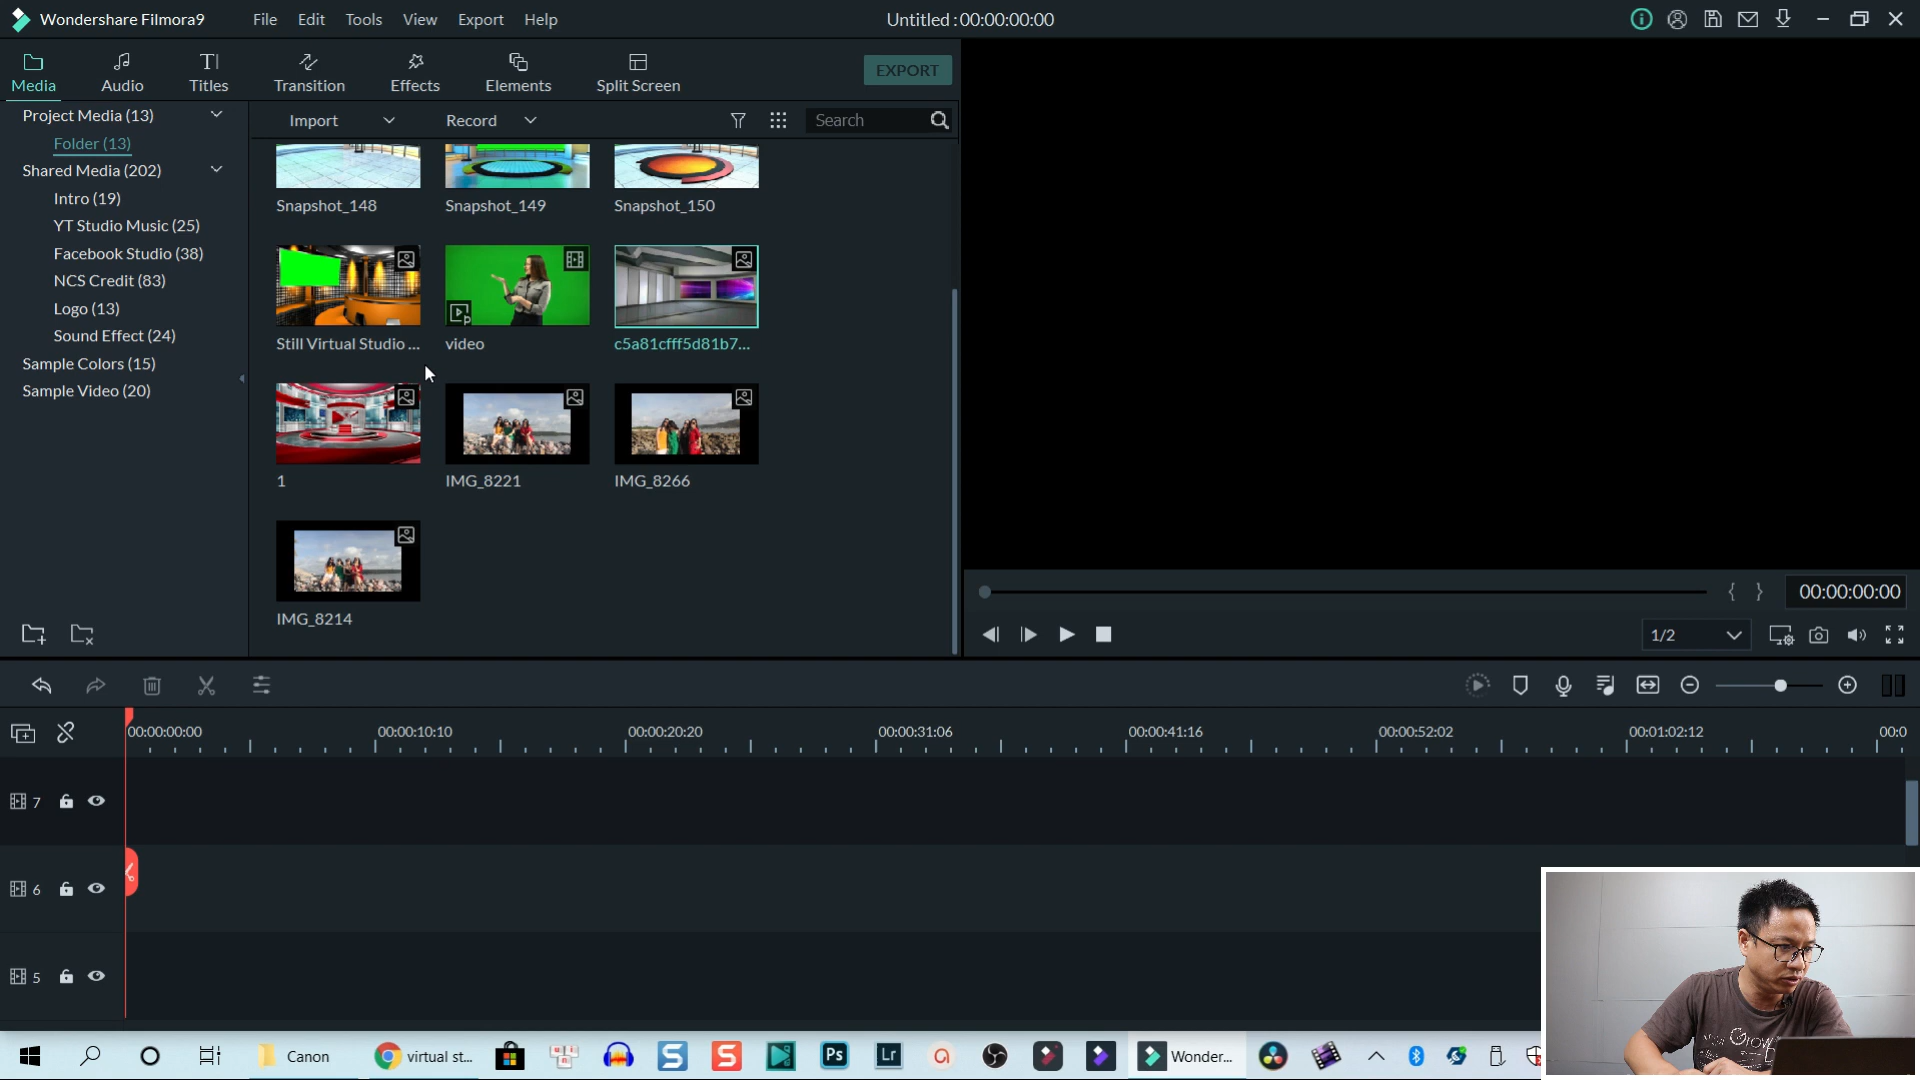 Wondershare Filmora9 File Edit Tools View Export Help Untitled : 00:00:00:00
Media Audio Titles Transition Effects Elements Split Screen EXPORT
Project Media (13)
Folder (13)
Shared Media (202)
Intro (19)
YT Studio Music (25)
Facebook Studio (38)
NCS Credit (83)
Logo (13)
Sound Effect (24)
Sample Colors (15)
Sample Video (20)
Import Record Search
Snapshot_148 Snapshot_149 Snapshot_150
Still Virtual Studio ... video c5a81cfff5d81b7...
1 IMG_8221 IMG_8266
IMG_8214
{ } 00:00:00:00
1/2
00:00:00:00 00:00:10:10 00:00:20:20 00:00:31:06 00:00:41:16 00:00:52:02 00:01:02:12 00:0
7
6
5
Canon virtual st... S S Ps Lr Wonder...